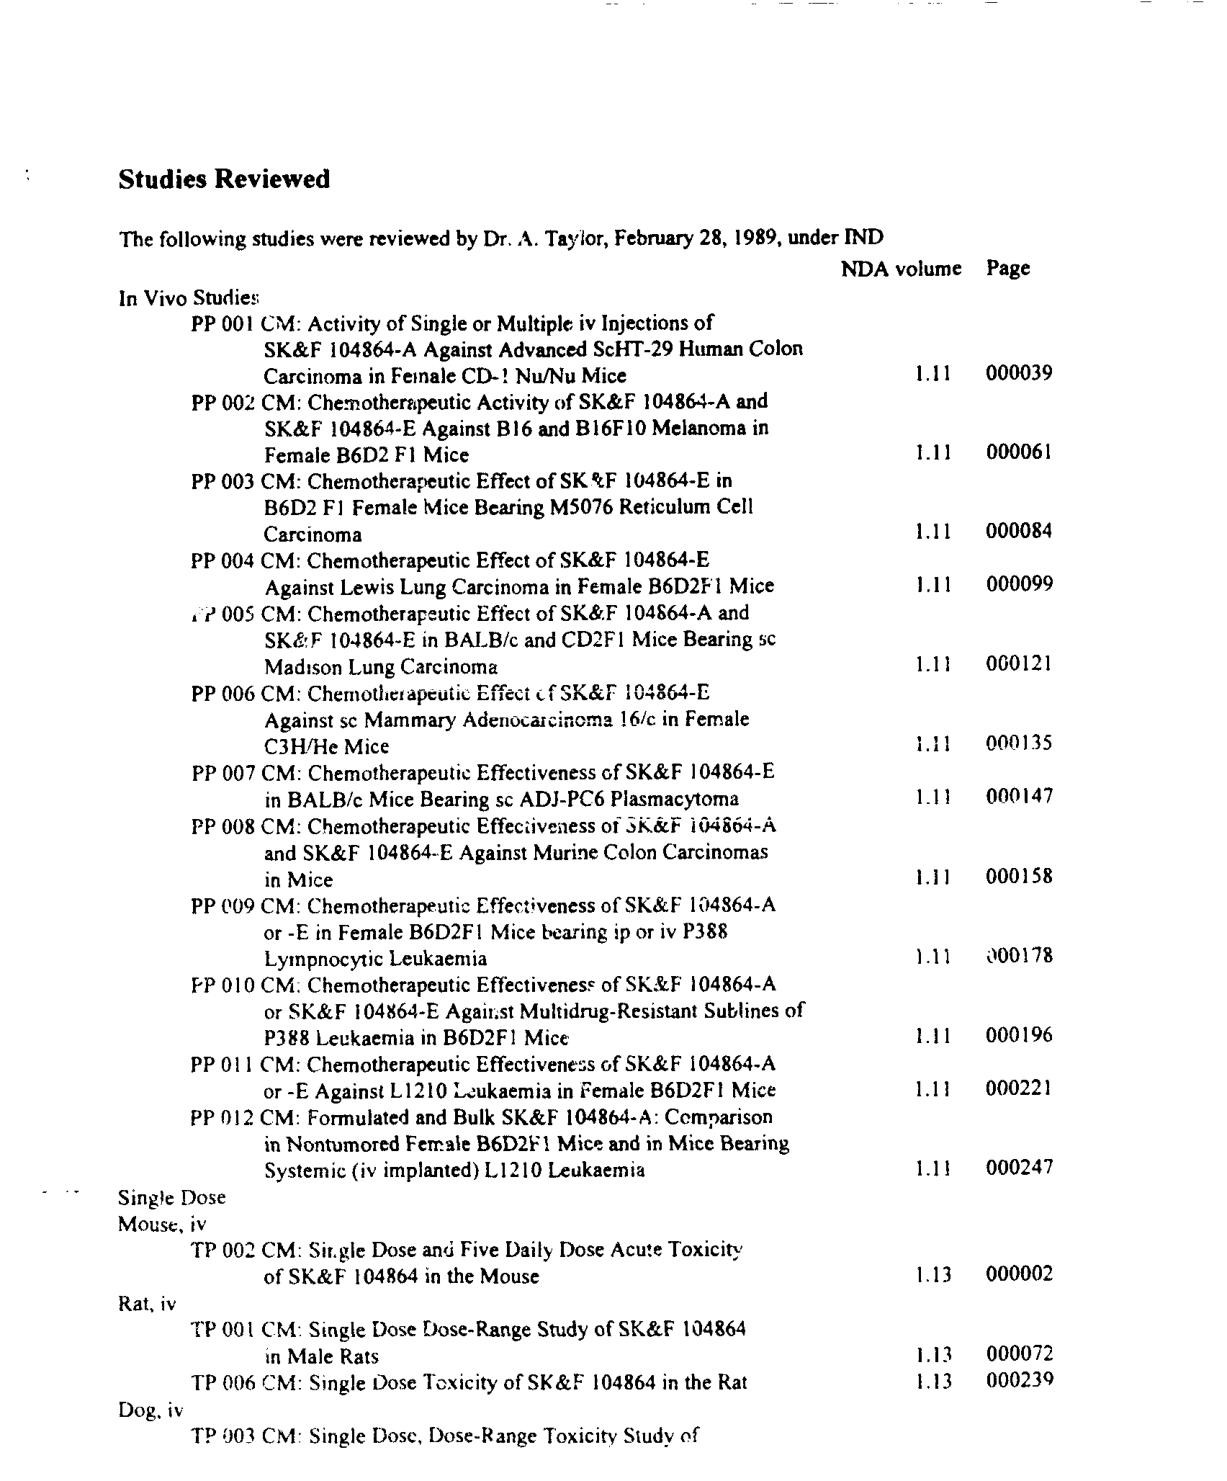 Studies Reviewed
The following studies were reviewed by Dr. A. Taylor, February 28, 1989, under IND
NDA volume Page
In Vivo Studies
PP 001 CM: Activity of Single or Multiple iv Injections of
SK&F 104864-A Against Advanced ScHT-29 Human Colon
Carcinoma in Female CD-1 Nu/Nu Mice 1.11 000039
PP 002 CM: Chemotherapeutic Activity of SK&F 104864-A and
SK&F 104864-E Against B16 and B16F10 Melanoma in
Female B6D2 F1 Mice 1.11 000061
PP 003 CM: Chemotherapeutic Effect of SK&F 104864-E in
B6D2 F1 Female Mice Bearing M5076 Reticulum Cell
Carcinoma 1.11 000084
PP 004 CM: Chemotherapeutic Effect of SK&F 104864-E
Against Lewis Lung Carcinoma in Female B6D2F1 Mice 1.11 000099
PP 005 CM: Chemotherapeutic Effect of SK&F 104864-A and
SK&F 104864-E in BALB/c and CD2F1 Mice Bearing sc
Madison Lung Carcinoma 1.11 000121
PP 006 CM: Chemotherapeutic Effect of SK&F 104864-E
Against sc Mammary Adenocarcinoma 16/c in Female
C3H/He Mice 1.11 000135
PP 007 CM: Chemotherapeutic Effectiveness of SK&F 104864-E
in BALB/c Mice Bearing sc ADJ-PC6 Plasmacytoma 1.11 000147
PP 008 CM: Chemotherapeutic Effectiveness of SK&F 104864-A
and SK&F 104864-E Against Murine Colon Carcinomas
in Mice 1.11 000158
PP 009 CM: Chemotherapeutic Effectiveness of SK&F 104864-A
or -E in Female B6D2F1 Mice bearing ip or iv P388
Lympnocytic Leukaemia 1.11 000178
PP 010 CM: Chemotherapeutic Effectiveness of SK&F 104864-A
or SK&F 104864-E Against Multidrug-Resistant Sublines of
P388 Leukaemia in B6D2F1 Mice 1.11 000196
PP 011 CM: Chemotherapeutic Effectiveness of SK&F 104864-A
or -E Against L1210 Leukaemia in Female B6D2F1 Mice 1.11 000221
PP 012 CM: Formulated and Bulk SK&F 104864-A: Comparison
in Nontumored Female B6D2F1 Mice and in Mice Bearing
Systemic (iv implanted) L1210 Leukaemia 1.11 000247
Single Dose
Mouse, iv
TP 002 CM: Single Dose and Five Daily Dose Acute Toxicity
of SK&F 104864 in the Mouse 1.13 000002
Rat, iv
TP 001 CM: Single Dose Dose-Range Study of SK&F 104864
in Male Rats 1.13 000072
TP 006 CM: Single Dose Toxicity of SK&F 104864 in the Rat 1.13 000239
Dog, iv
TP 003 CM: Single Dose, Dose-Range Toxicity Study of